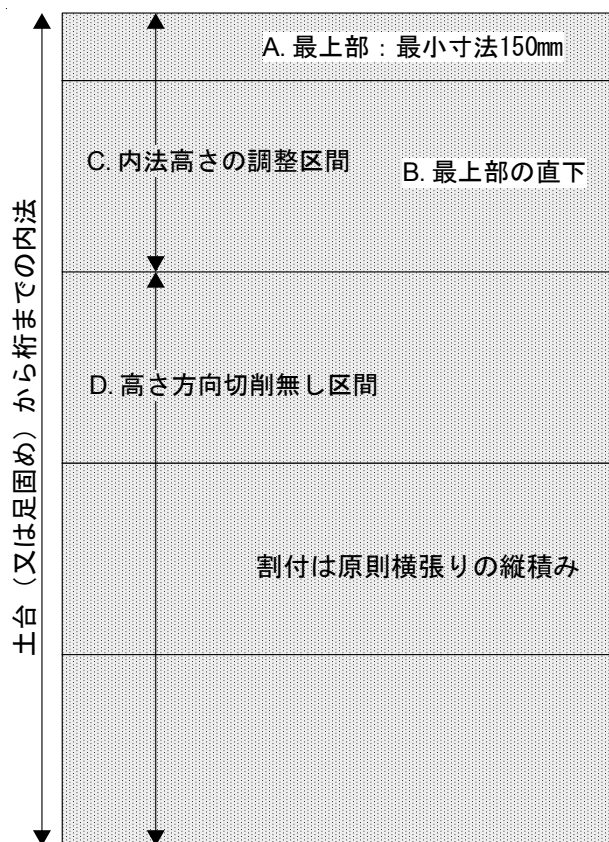 A. 最上部：最小寸法150mm
C. 内法高さの調整区間
B. 最上部の直下
土台（又は足固め）から桁までの内法
D. 高さ方向切削無し区間
割付は原則横張りの縦積み